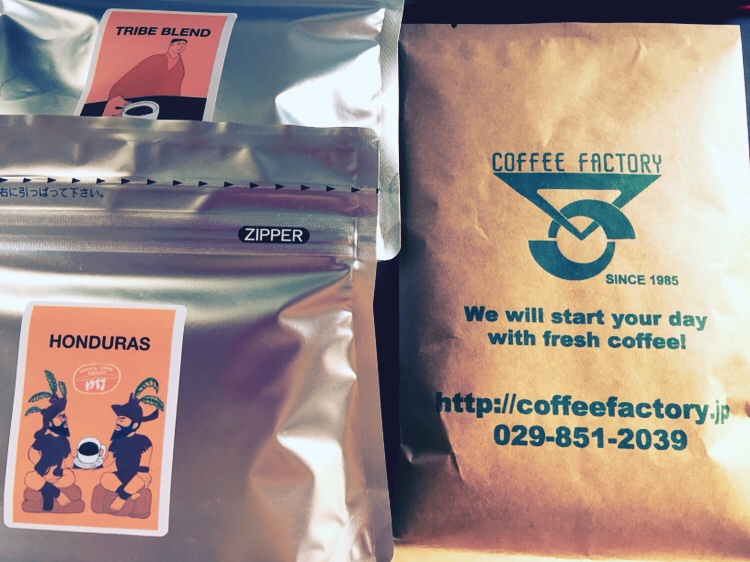 TRIBE BLEND
右に引っぱって下さい。
ZIPPER
HONDURAS
COFFEE FACTORY
SINCE 1985
We will start your day
with fresh coffee!
http://coffeefactory.jp
029-851-2039